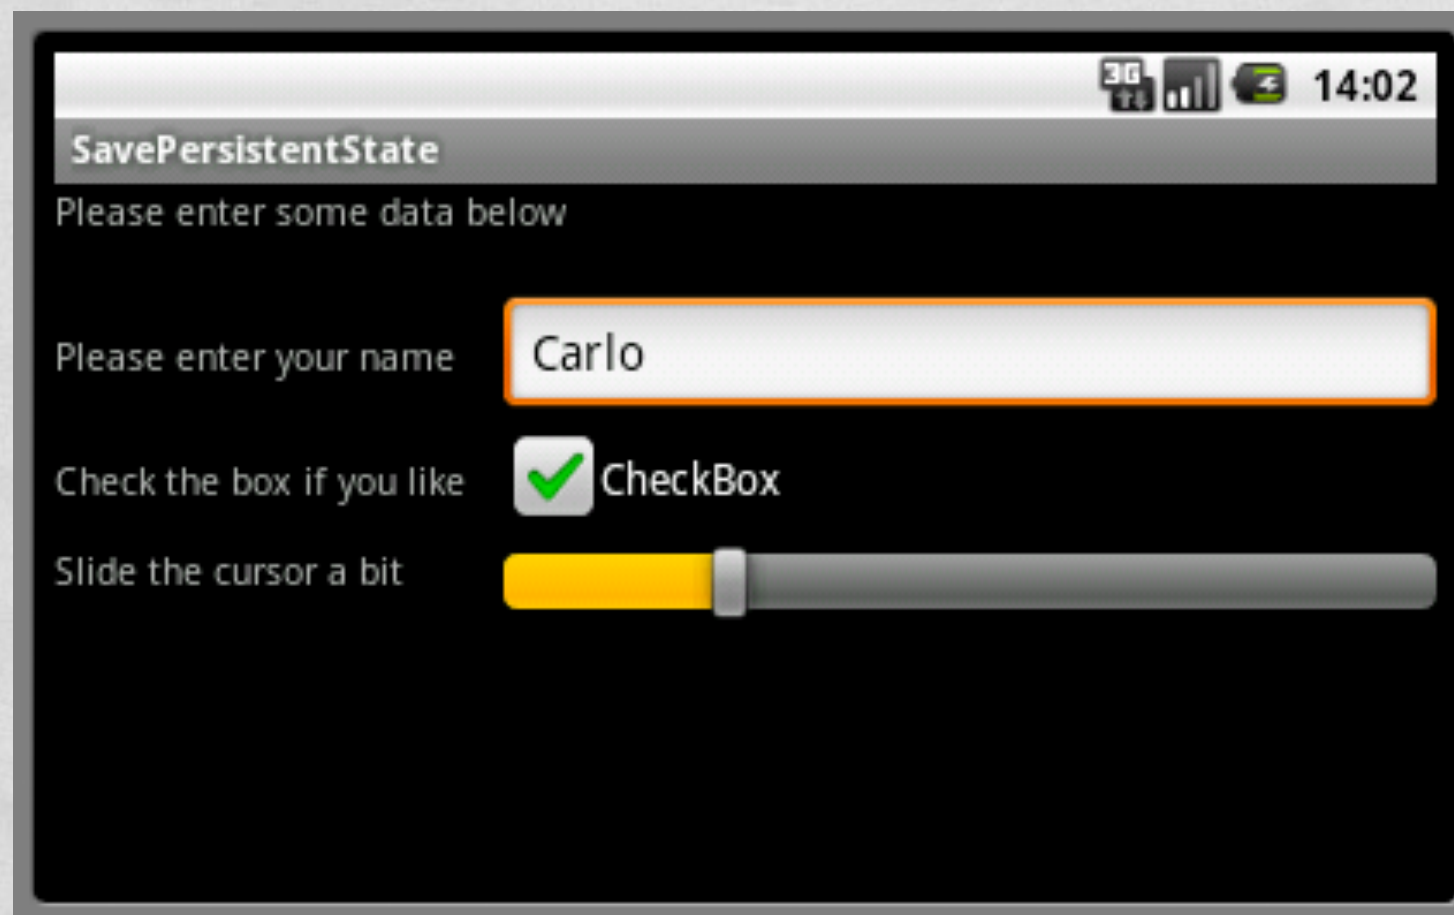 3G 14:02
SavePersistentState
Please enter some data below
Please enter your name Carlo
Check the box if you like CheckBox
Slide the cursor a bit